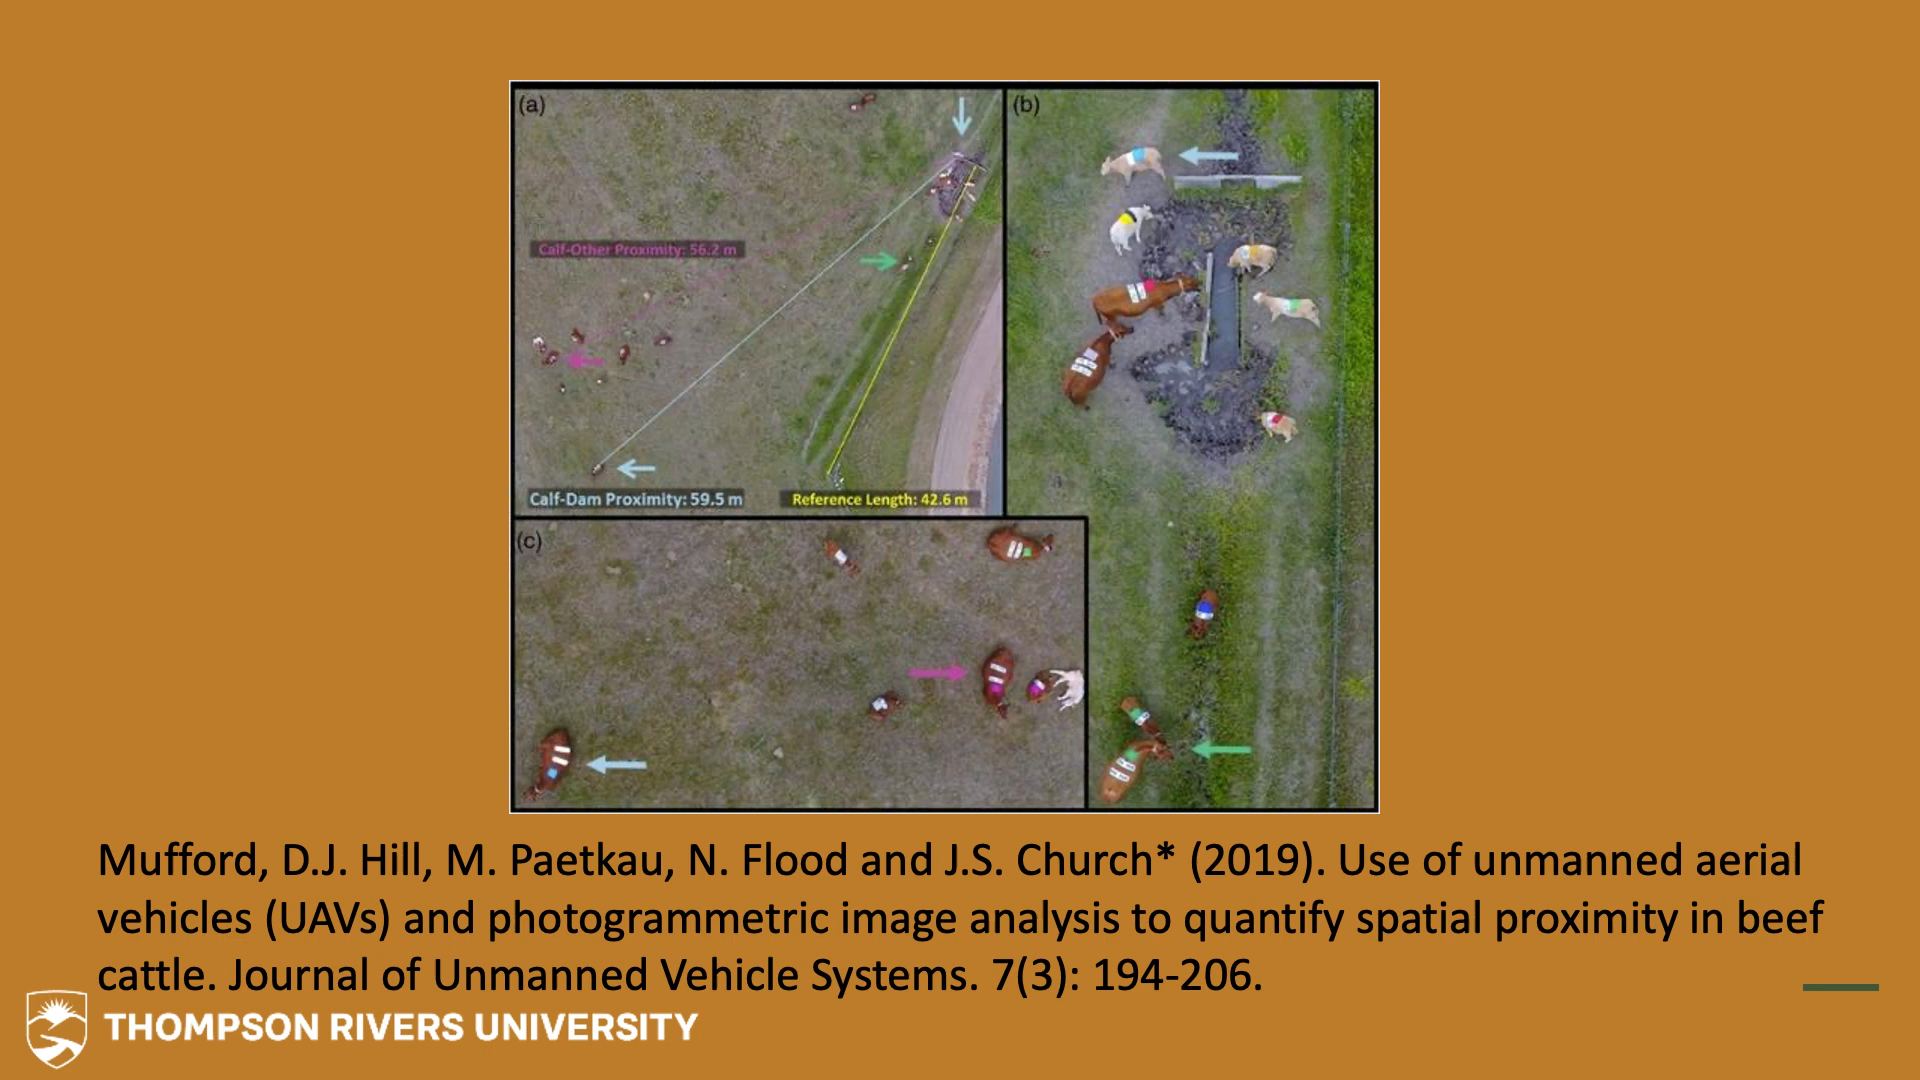 (a)
(b)
Calf-Other Proximity: 56.2 m
Calf-Dam Proximity: 59.5 m
Reference Length: 42.6 m
(c)
Mufford, D.J. Hill, M. Paetkau, N. Flood and J.S. Church* (2019). Use of unmanned aerial
vehicles (UAVs) and photogrammetric image analysis to quantify spatial proximity in beef
cattle. Journal of Unmanned Vehicle Systems. 7(3): 194-206.
THOMPSON RIVERS UNIVERSITY